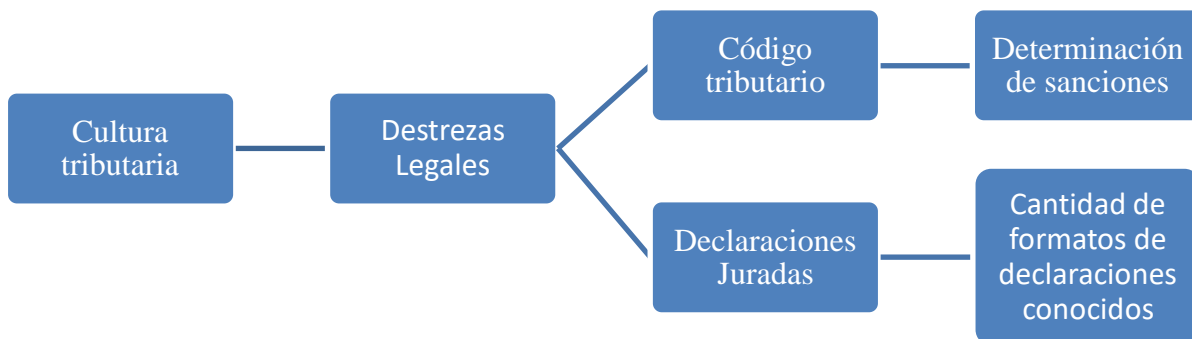 Cultura
tributaria
Destrezas
Legales
Código
tributario
Determinación
de sanciones
Declaraciones
Juradas
Cantidad de
formatos de
declaraciones
conocidos